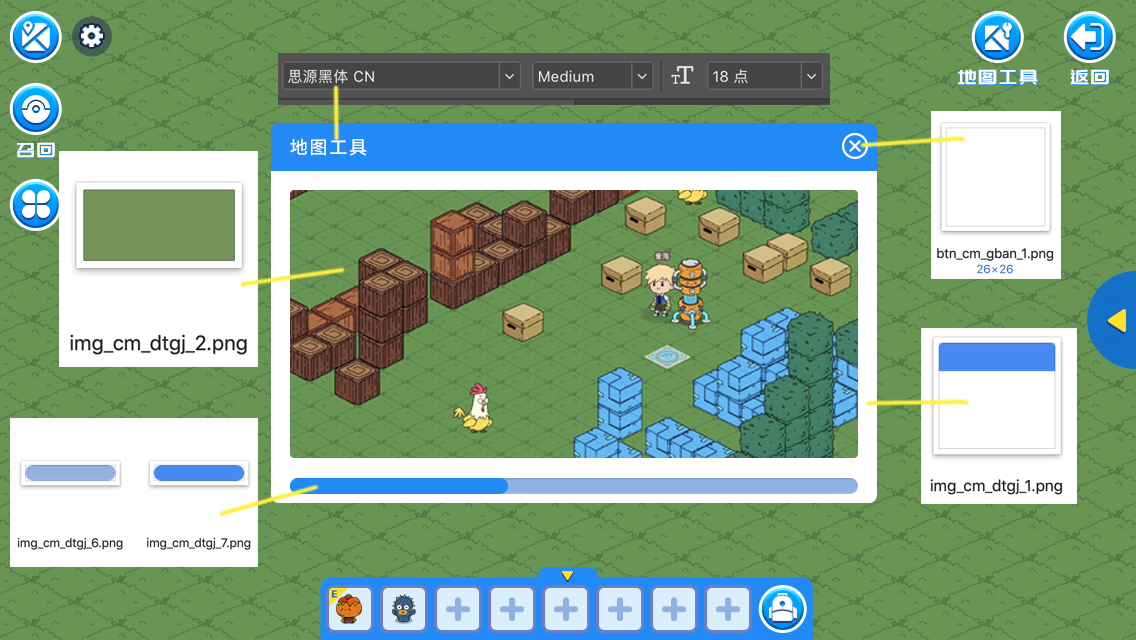 思源黑体 CN
Medium
TT
18 点
地图工具
返回
召回
地图工具
btn_cm_gban_1.png
26×26
img_cm_dtgj_2.png
img_cm_dtgj_1.png
img_cm_dtgj_6.png
img_cm_dtgj_7.png
E